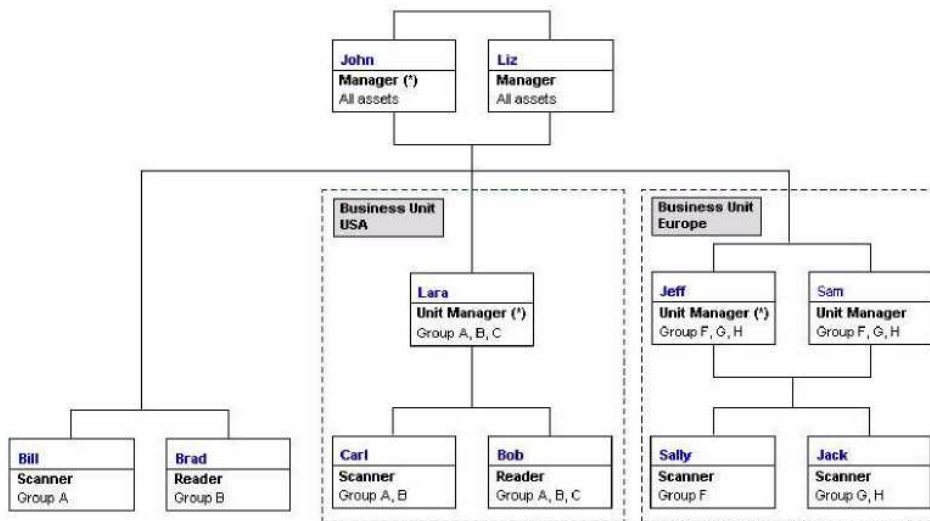 John
Manager (*)
All assets
Liz
Manager
All assets
Business Unit
USA
Business Unit
Europe
Lara
Unit Manager (*)
Group A, B, C
Jeff
Unit Manager (*)
Group F, G, H
Sam
Unit Manager
Group F, G, H
Bill
Scanner
Group A
Brad
Reader
Group B
Carl
Scanner
Group A, B
Bob
Reader
Group A, B, C
Sally
Scanner
Group F
Jack
Scanner
Group G, H